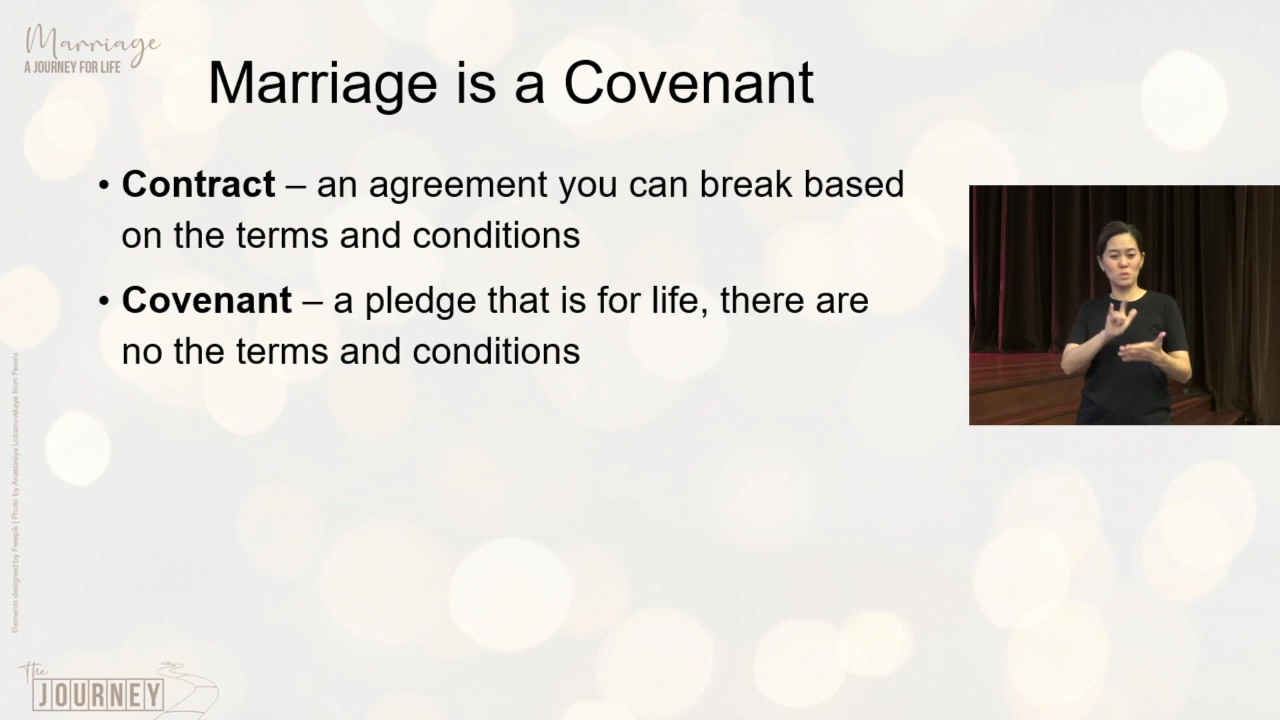 Marriage
A JOURNEY FOR LIFE
Marriage is a Covenant
• Contract – an agreement you can break based
on the terms and conditions
• Covenant – a pledge that is for life, there are
no the terms and conditions
Elements designed by Freepik | Photo by Anastasiya Lobanovskaya from Pexels
The
JOURNEY